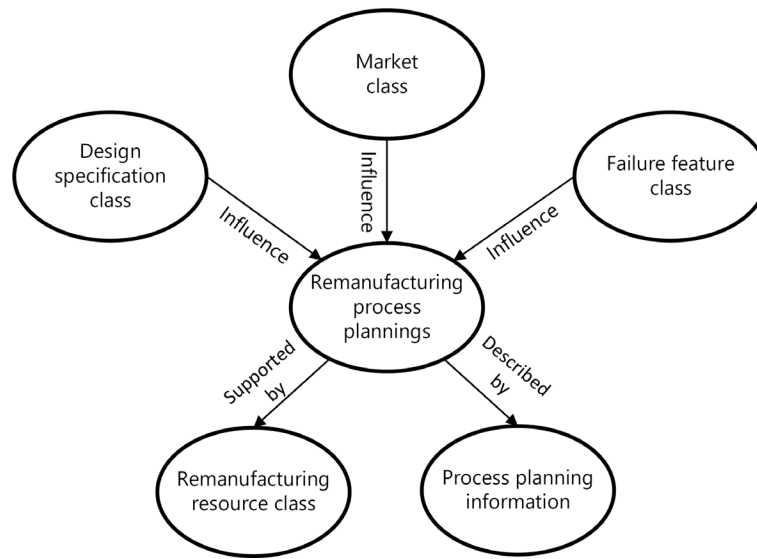 Market
class
Design
specification
class
Failure feature
class
Influence
Influence
Influence
Remanufacturing
process
plannings
Supported
by
Described
by
Remanufacturing
resource class
Process planning
information